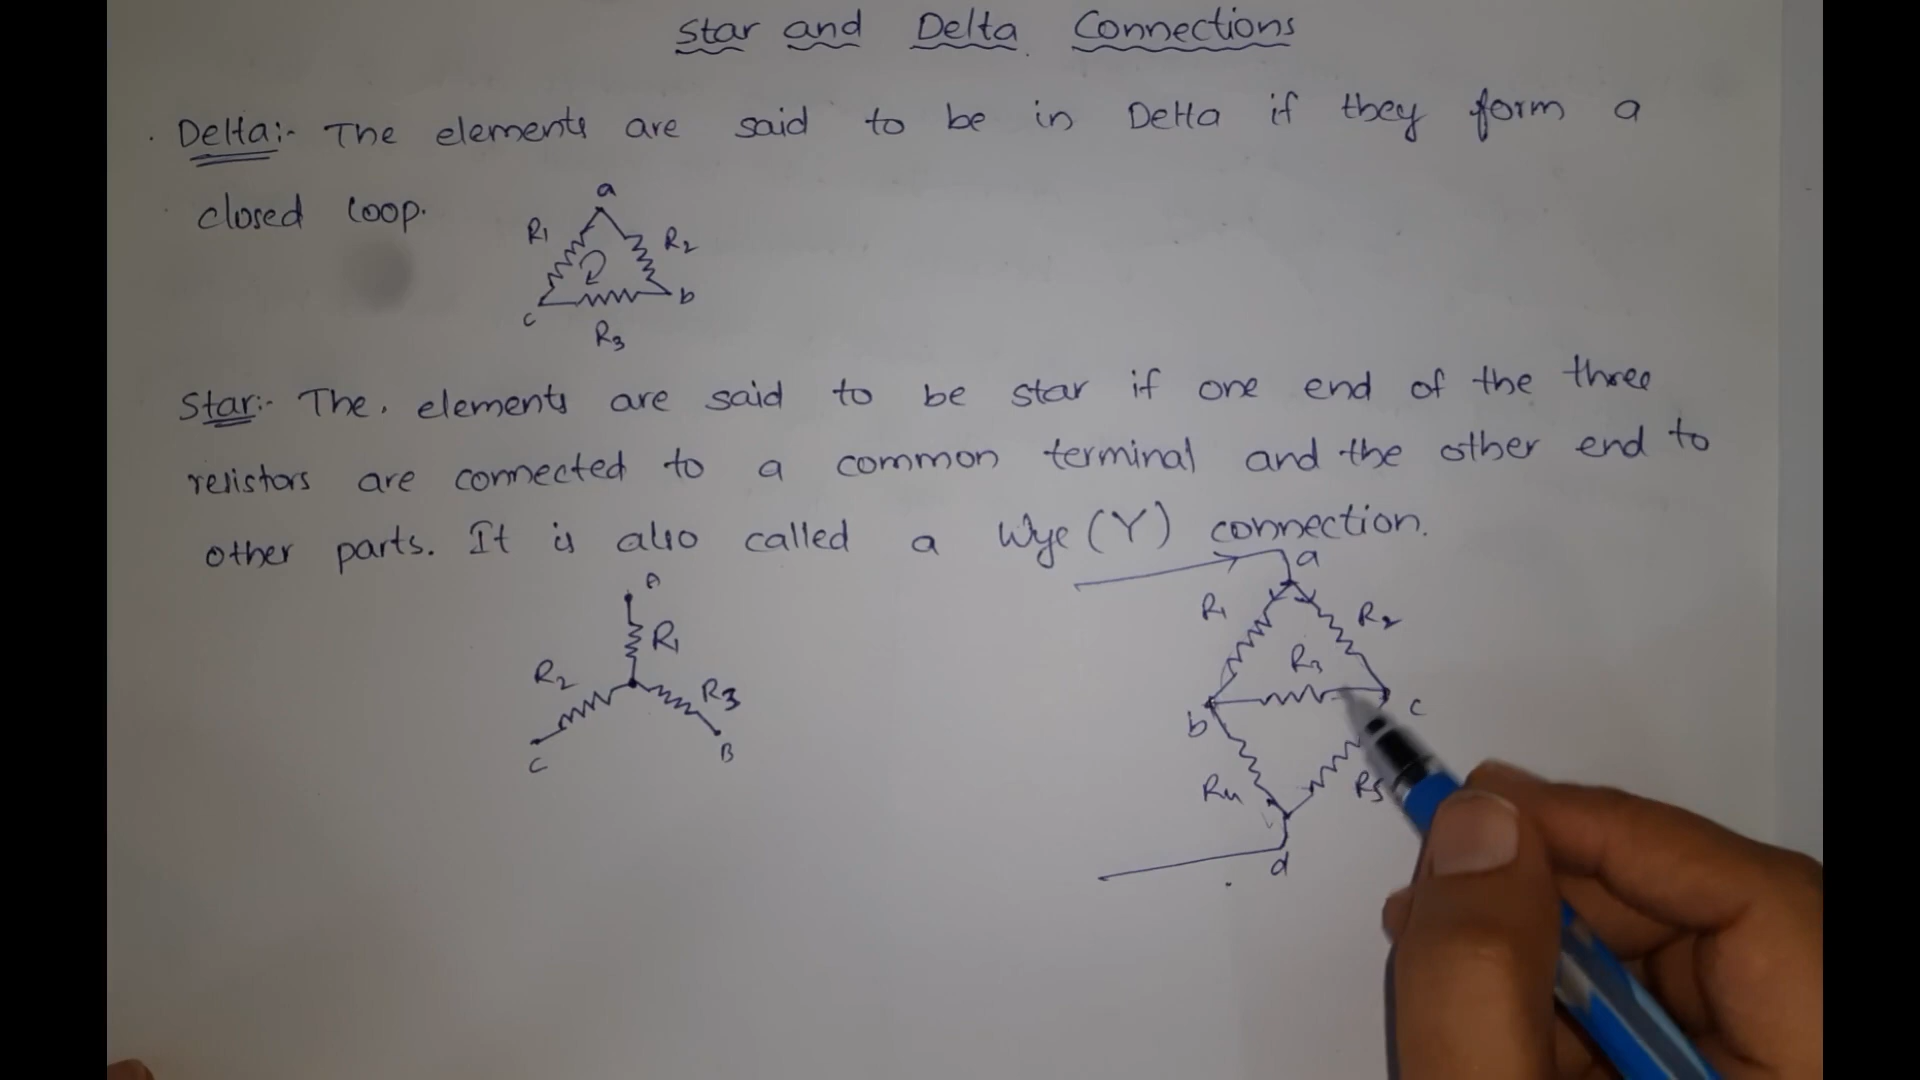 Star and Delta Connections
Delta:- The elements are said to be in Delta if they form a
closed loop.
a
R1
R2
c
b
R3
Star:- The elements are said to be star if one end of the three
resistors are connected to a common terminal and the other end to
other parts. It is also called a Wye (Y) connection.
A
R1
R2
R3
C
B
a
R1
R2
R3
b
c
R4
R5
d